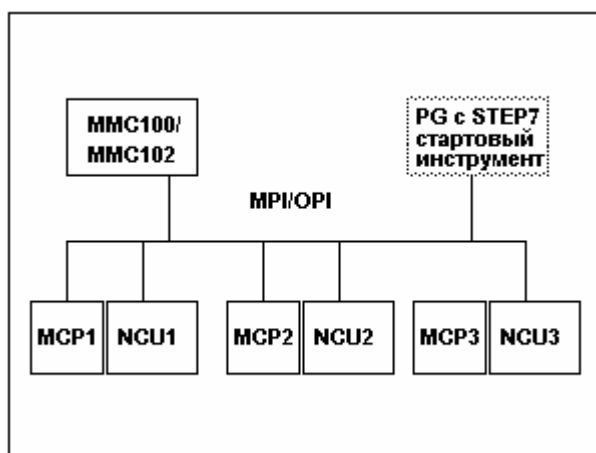 MMC100/
MMC102
PG с STEP7
стартовый
инструмент
MPI/OPI
MCP1
NCU1
MCP2
NCU2
MCP3
NCU3